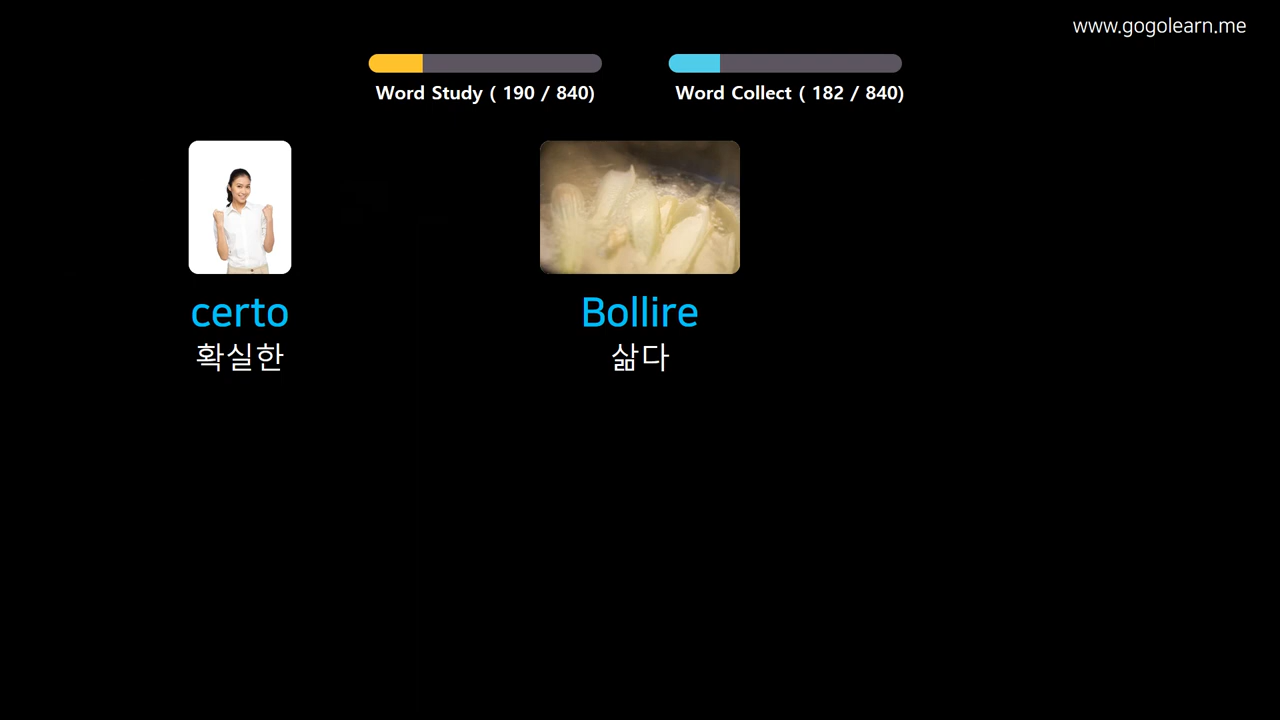 www.gogolearn.me
Word Study ( 190 / 840)
Word Collect ( 182 / 840)
certo
확실한
Bollire
삶다